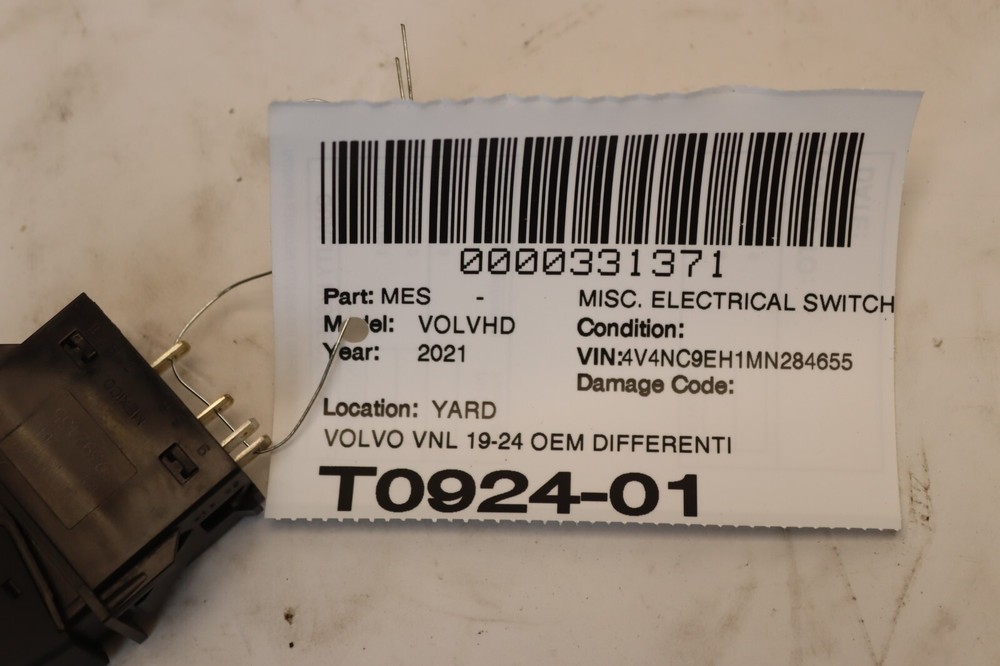 0000331371
Part: MES - MISC. ELECTRICAL SWITCH
Model: VOLVHD Condition:
Year: 2021 VIN:4V4NC9EH1MN284655
Damage Code:
Location: YARD
VOLVO VNL 19-24 OEM DIFFERENTI
T0924-01
9